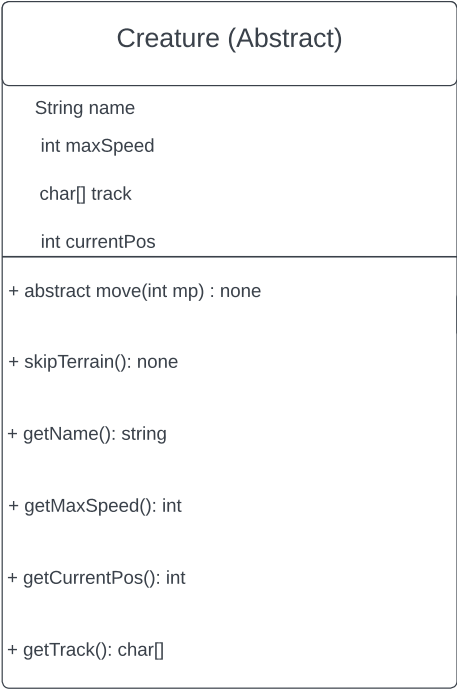 Creature (Abstract)
String name
int maxSpeed
char[] track
int currentPos
+ abstract move(int mp) : none
+ skipTerrain(): none
+ getName(): string
+ getMaxSpeed(): int
+ getCurrentPos(): int
+ getTrack(): char[]